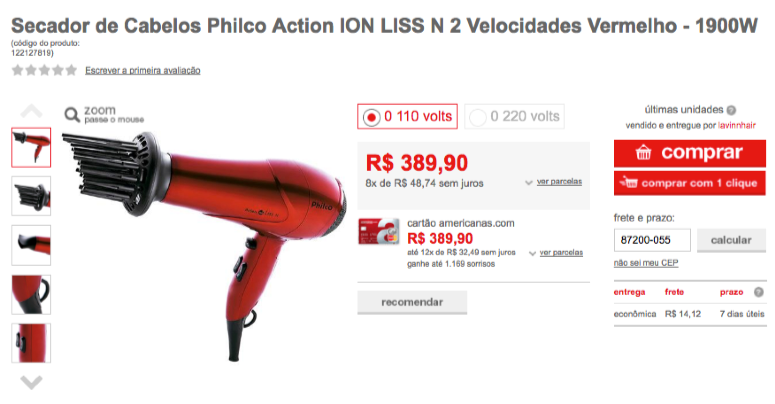 Secador de Cabelos Philco Action ION LISS N 2 Velocidades Vermelho - 1900W
(código do produto:
122127819)
Escrever a primeira avaliação
zoom
passe o mouse
Philco
0 110 volts
0 220 volts
R$ 389,90
8x de R$ 48,74 sem juros
ver parcelas
cartão americanas.com
R$ 389,90
até 12x de R$ 32,49 sem juros
ver parcelas
ganhe até 1.169 sorrisos
recomendar
últimas unidades
vendido e entregue por lavinnhair
comprar
comprar com 1 clique
frete e prazo:
87200-055
calcular
não sei meu CEP
entrega frete prazo
econômica R$ 14,12 7 dias úteis